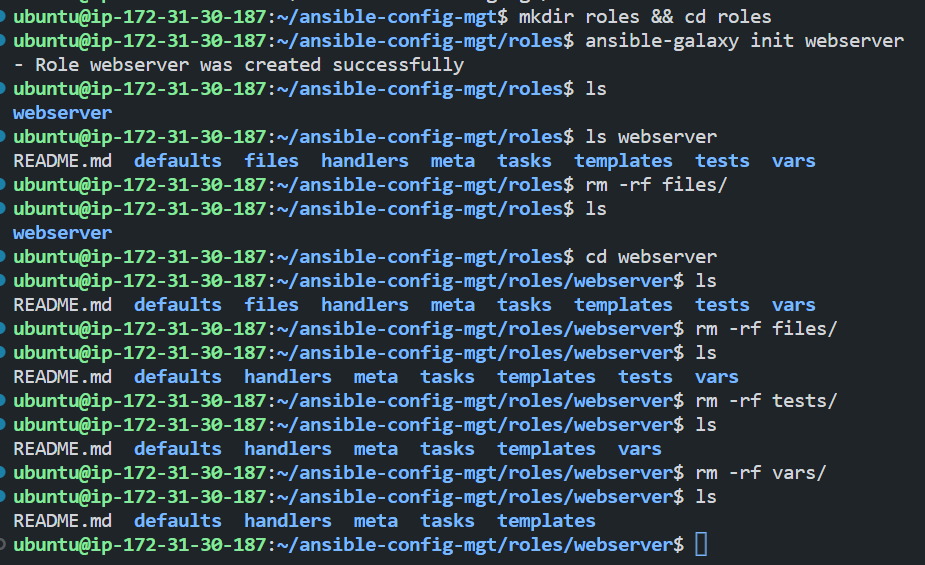 ubuntu@ip-172-31-30-187:~/ansible-config-mgt$ mkdir roles && cd roles
ubuntu@ip-172-31-30-187:~/ansible-config-mgt/roles$ ansible-galaxy init webserver
- Role webserver was created successfully
ubuntu@ip-172-31-30-187:~/ansible-config-mgt/roles$ ls
webserver
ubuntu@ip-172-31-30-187:~/ansible-config-mgt/roles$ ls webserver
README.md  defaults  files  handlers  meta  tasks  templates  tests  vars
ubuntu@ip-172-31-30-187:~/ansible-config-mgt/roles$ rm -rf files/
ubuntu@ip-172-31-30-187:~/ansible-config-mgt/roles$ ls
webserver
ubuntu@ip-172-31-30-187:~/ansible-config-mgt/roles$ cd webserver
ubuntu@ip-172-31-30-187:~/ansible-config-mgt/roles/webserver$ ls
README.md  defaults  files  handlers  meta  tasks  templates  tests  vars
ubuntu@ip-172-31-30-187:~/ansible-config-mgt/roles/webserver$ rm -rf files/
ubuntu@ip-172-31-30-187:~/ansible-config-mgt/roles/webserver$ ls
README.md  defaults  handlers  meta  tasks  templates  tests  vars
ubuntu@ip-172-31-30-187:~/ansible-config-mgt/roles/webserver$ rm -rf tests/
ubuntu@ip-172-31-30-187:~/ansible-config-mgt/roles/webserver$ ls
README.md  defaults  handlers  meta  tasks  templates  vars
ubuntu@ip-172-31-30-187:~/ansible-config-mgt/roles/webserver$ rm -rf vars/
ubuntu@ip-172-31-30-187:~/ansible-config-mgt/roles/webserver$ ls
README.md  defaults  handlers  meta  tasks  templates
ubuntu@ip-172-31-30-187:~/ansible-config-mgt/roles/webserver$